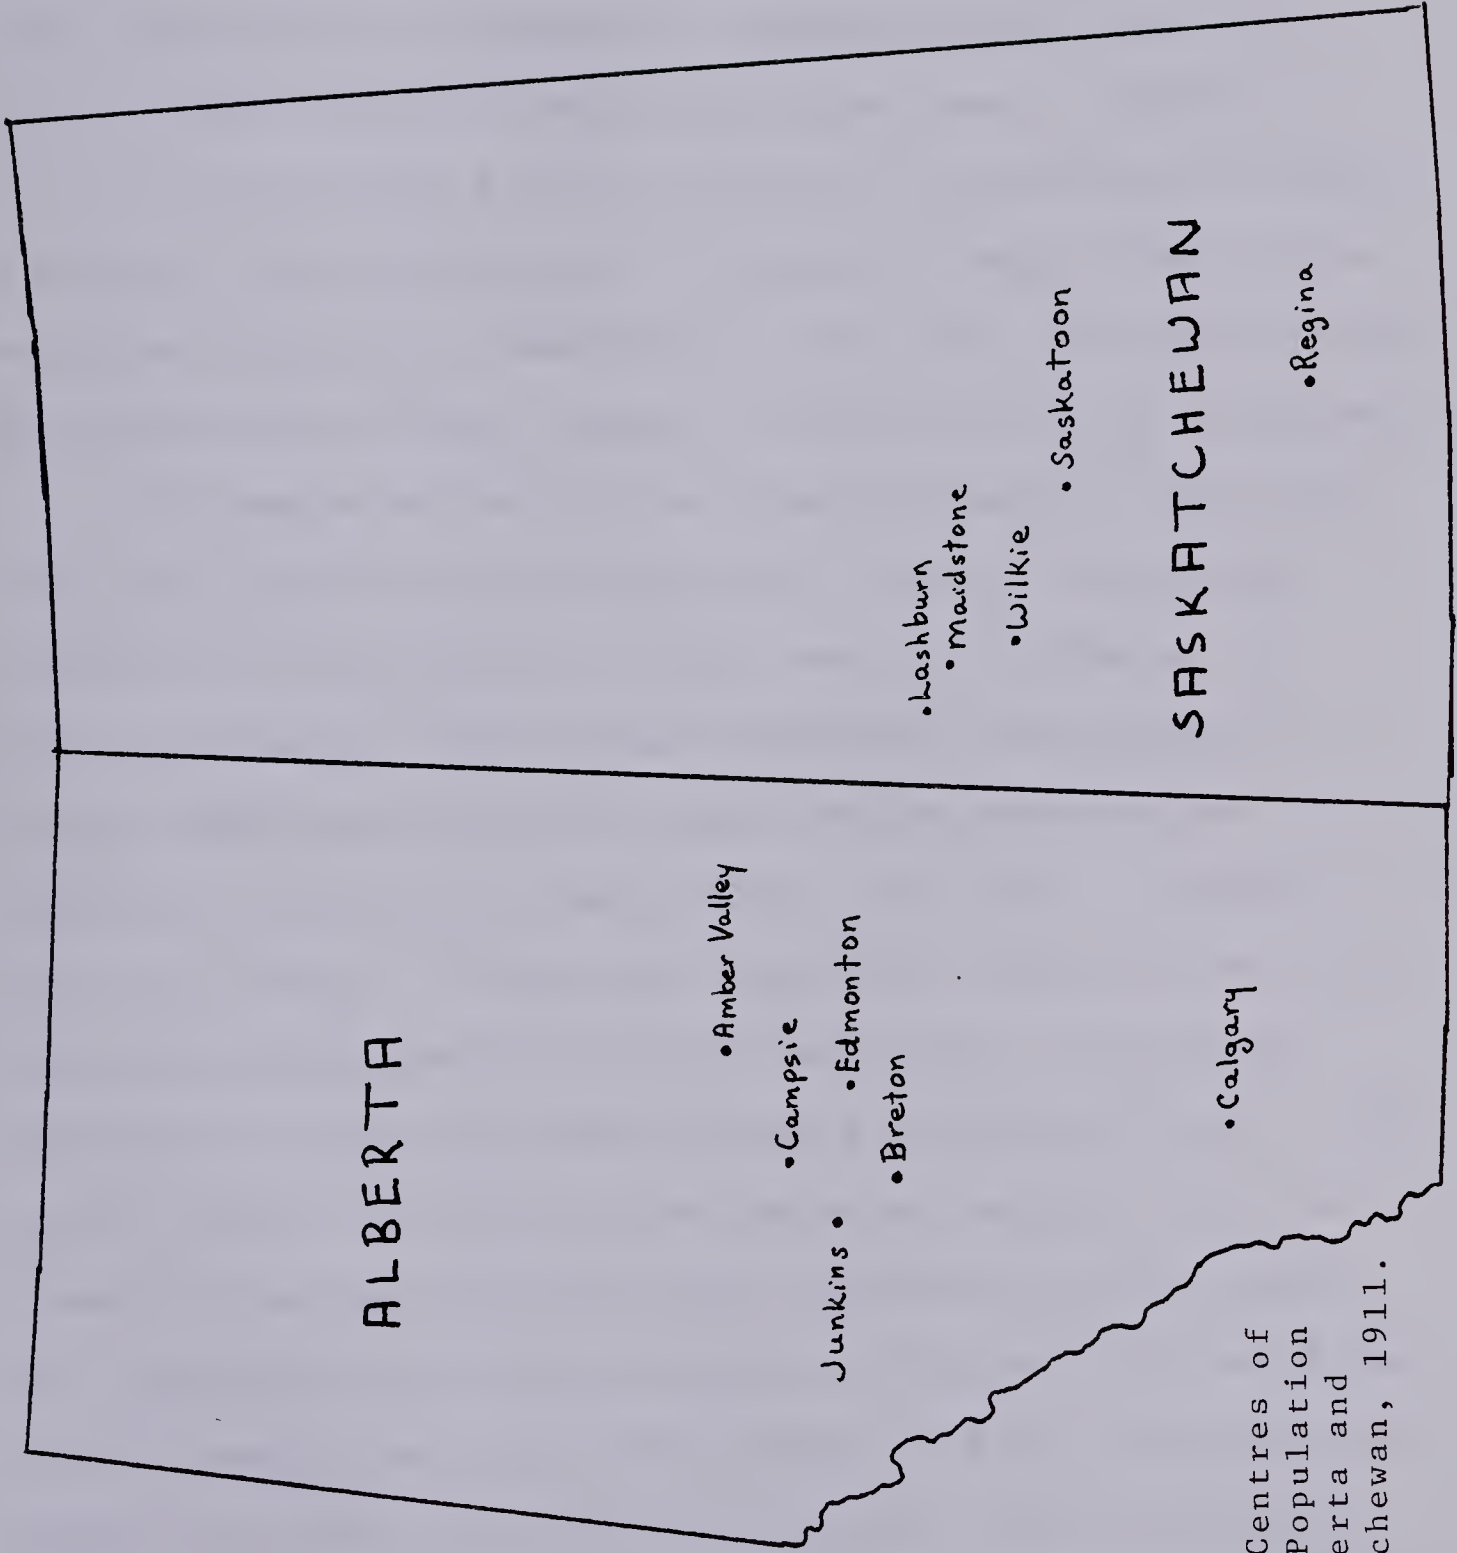 ALBERTA
Amber Valley
Campsie
Junkins
Edmonton
Breton
Lashburn
Maidstone
Wilkie
Saskatoon
SASKATCHEWAN
Calgary
Regina
Centres of
Population
erta and
chewan, 1911.